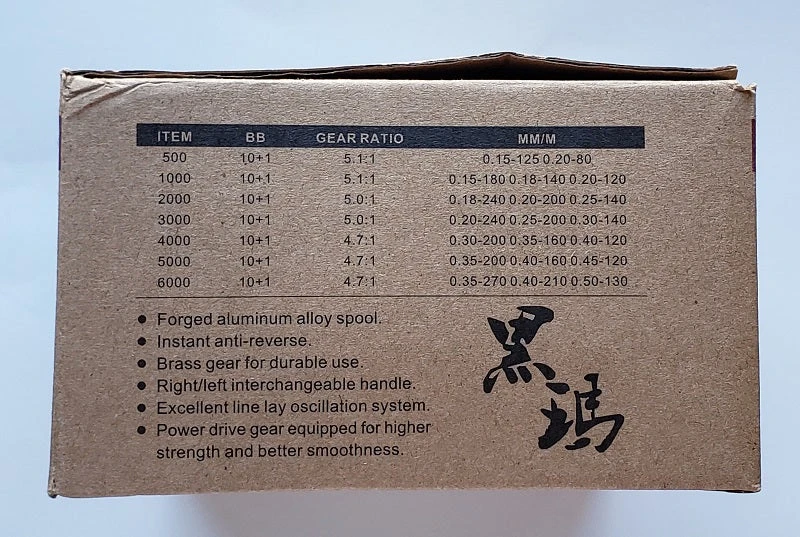 ITEM BB GEAR RATIO MM/M
500 10+1 5.1:1 0.15-125 0.20-80
1000 10+1 5.1:1 0.15-180 0.18-140 0.20-120
2000 10+1 5.0:1 0.18-240 0.20-200 0.25-140
3000 10+1 5.0:1 0.20-240 0.25-200 0.30-140
4000 10+1 4.7:1 0.30-200 0.35-160 0.40-120
5000 10+1 4.7:1 0.35-200 0.40-160 0.45-120
6000 10+1 4.7:1 0.35-270 0.40-210 0.50-130
● Forged aluminum alloy spool.
● Instant anti-reverse.
● Brass gear for durable use.
● Right/left interchangeable handle.
● Excellent line lay oscillation system.
● Power drive gear equipped for higher
strength and better smoothness.
黑
瑪